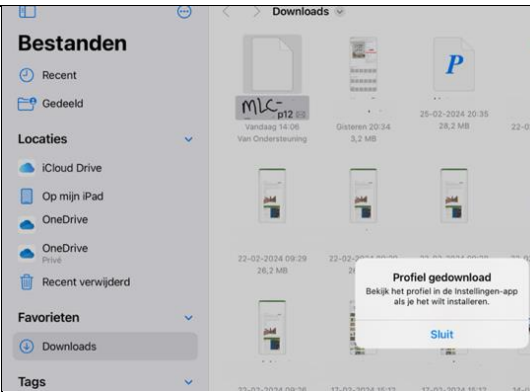 Bestanden
Recent
Gedeeld
Locaties
iCloud Drive
Op mijn iPad
OneDrive
OneDrive
Privé
Recent verwijderd
Favorieten
Downloads
Tags
Downloads
P
MLC-
p12
Vandaag 14:06
Van Ondersteuning
Gisteren 20:34
3,2 MB
25-02-2024 20:35
28,2 MB
22-0
22-02-2024 09:29
26,2 MB
Profiel gedownload
Bekijk het profiel in de Instellingen-app
als je het wilt installeren.
Sluit